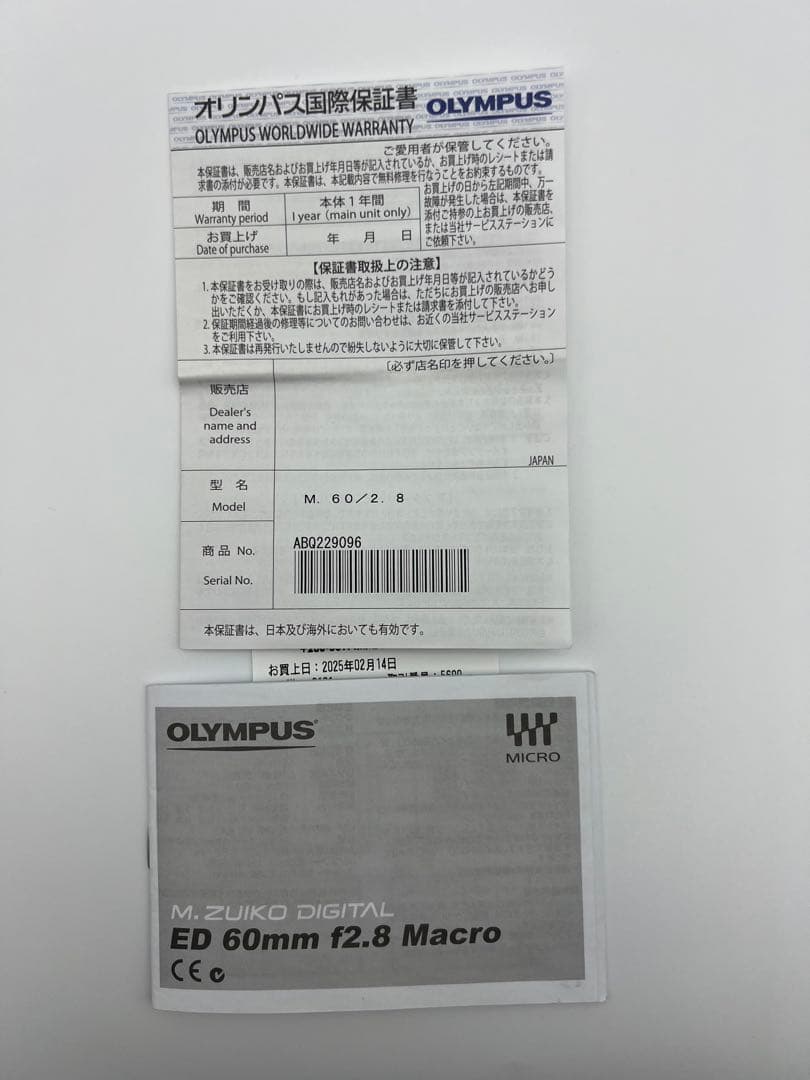 オリンパス国際保証書 OLYMPUS
OLYMPUS WORLDWIDE WARRANTY
ご愛用者が保管してください。
本保証書は、販売店名およびお買上げ年月日等が記入されているか、お買上げ時のレシートまたは請
求書の添付が必要です。本保証書は、本記載内容で無料修理を行なうことをお約束するものです。
期 間
Warranty period
本体1年間
1 year (main unit only)
お買上げの日から左記期間中、万一
故障が発生した場合は、本保証書を
添付ご持参の上お買上げの販売店、
または当社サービスステーションに
ご依頼下さい。
お買上げ
Date of purchase
年 月 日
【保証書取扱上の注意】
1. 本保証書をお受け取りの際は、販売店名およびお買上げ年月日等が記入されているかどう
かをご確認ください。もし記入もれがあった場合は、ただちにお買上げの販売店へお申し
出いただくか、本保証書にお買上げ時のレシートまたは請求書を添付して下さい。
2. 保証期間経過後の修理等についてのお問い合わせは、お近くの当社サービスステーション
をご利用下さい。
3. 本保証書は再発行いたしませんので紛失しないように大切に保管して下さい。
〔必ず店名印を押してください。〕
販売店
Dealer's
name and
address
JAPAN
型 名
Model
M. 60/2. 8
商品 No.
Serial No.
ABQ229096
本保証書は、日本及び海外においても有効です。
お買上日:2025年02月14日
OLYMPUS
MICRO
M.ZUIKO DIGITAL
ED 60mm f2.8 Macro
CE